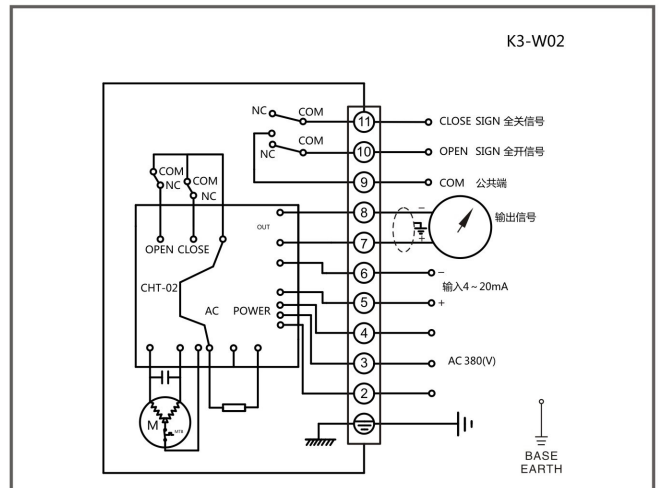 K3-W02
NC COM
11 CLOSE SIGN 全关信号
COM
NC 10 OPEN SIGN 全开信号
9 COM 公共端
COM
NC COM
NC
8 − 输出信号
OUT
7 +
OPEN CLOSE
6 −
输入4~20mA
CHT-02
5 +
AC POWER
4
3 AC 380(V)
2
M MTB
BASE
EARTH